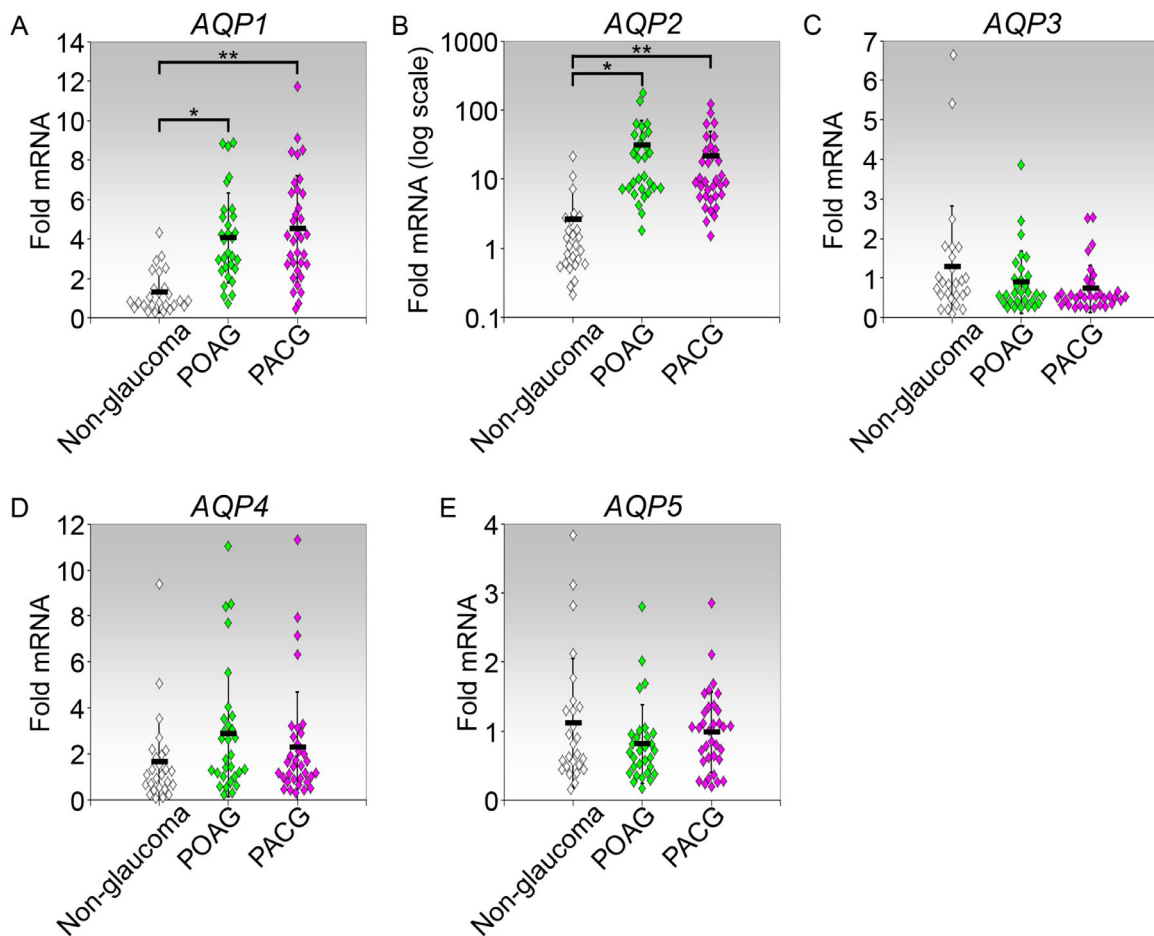 A
AQP1
Fold mRNA
14
12
10
8
6
4
2
0
**
*
Non-glaucoma
POAG
PACG
B
AQP2
Fold mRNA (log scale)
1000
100
10
1
0.1
**
*
Non-glaucoma
POAG
PACG
C
AQP3
Fold mRNA
7
6
5
4
3
2
1
0
Non-glaucoma
POAG
PACG
D
AQP4
Fold mRNA
12
10
8
6
4
2
0
Non-glaucoma
POAG
PACG
E
AQP5
Fold mRNA
4
3
2
1
0
Non-glaucoma
POAG
PACG